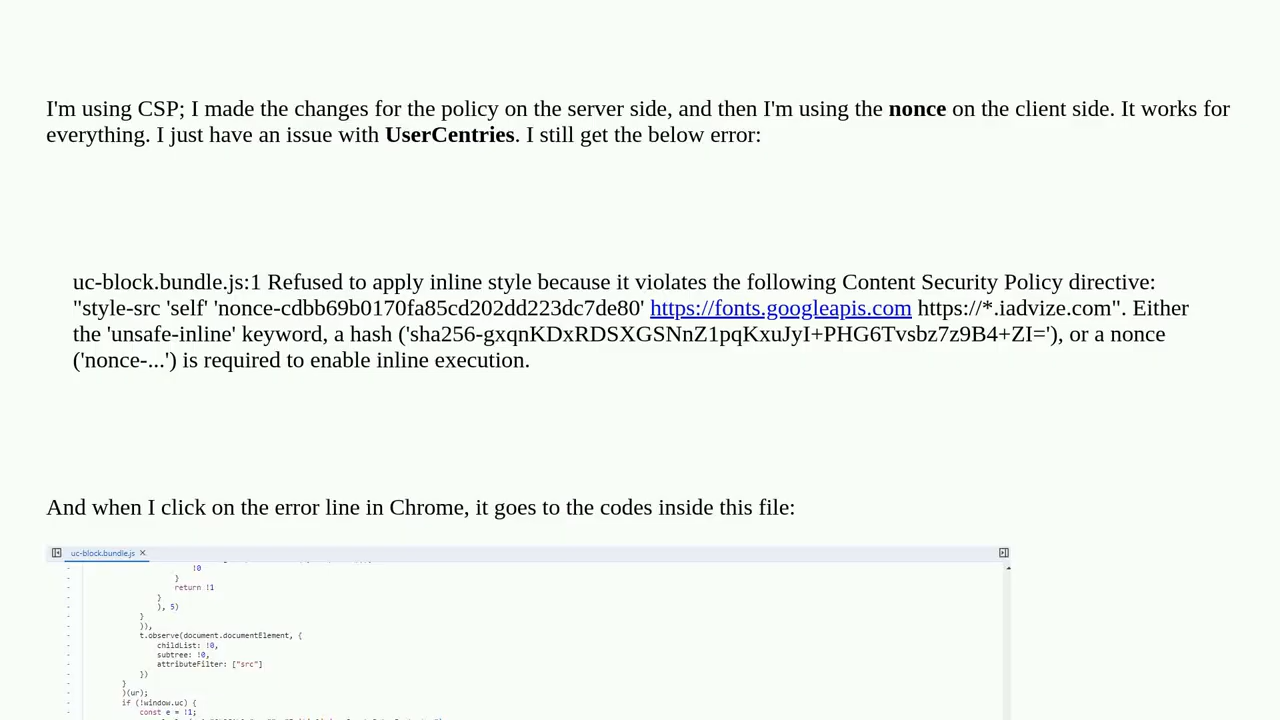 I'm using CSP; I made the changes for the policy on the server side, and then I'm using the nonce on the client side. It works for
everything. I just have an issue with UserCentries. I still get the below error:
uc-block.bundle.js:1 Refused to apply inline style because it violates the following Content Security Policy directive:
"style-src 'self' 'nonce-cdbb69b0170fa85cd202dd223dc7de80' https://fonts.googleapis.com https://*.iadvize.com". Either
the 'unsafe-inline' keyword, a hash ('sha256-gxqnKDxRDSXGSNnZ1pqKxuJyI+PHG6Tvsbz7z9B4+ZI='), or a nonce
('nonce-...') is required to enable inline execution.
And when I click on the error line in Chrome, it goes to the codes inside this file:
uc-block.bundle.js ×
!0
}
return !1
}
}, 5)
}
)),
t.observe(document.documentElement, {
childList: !0,
subtree: !0,
attributeFilter: ["src"]
})
}
)(ur);
if (!window.uc) {
const e = !1;